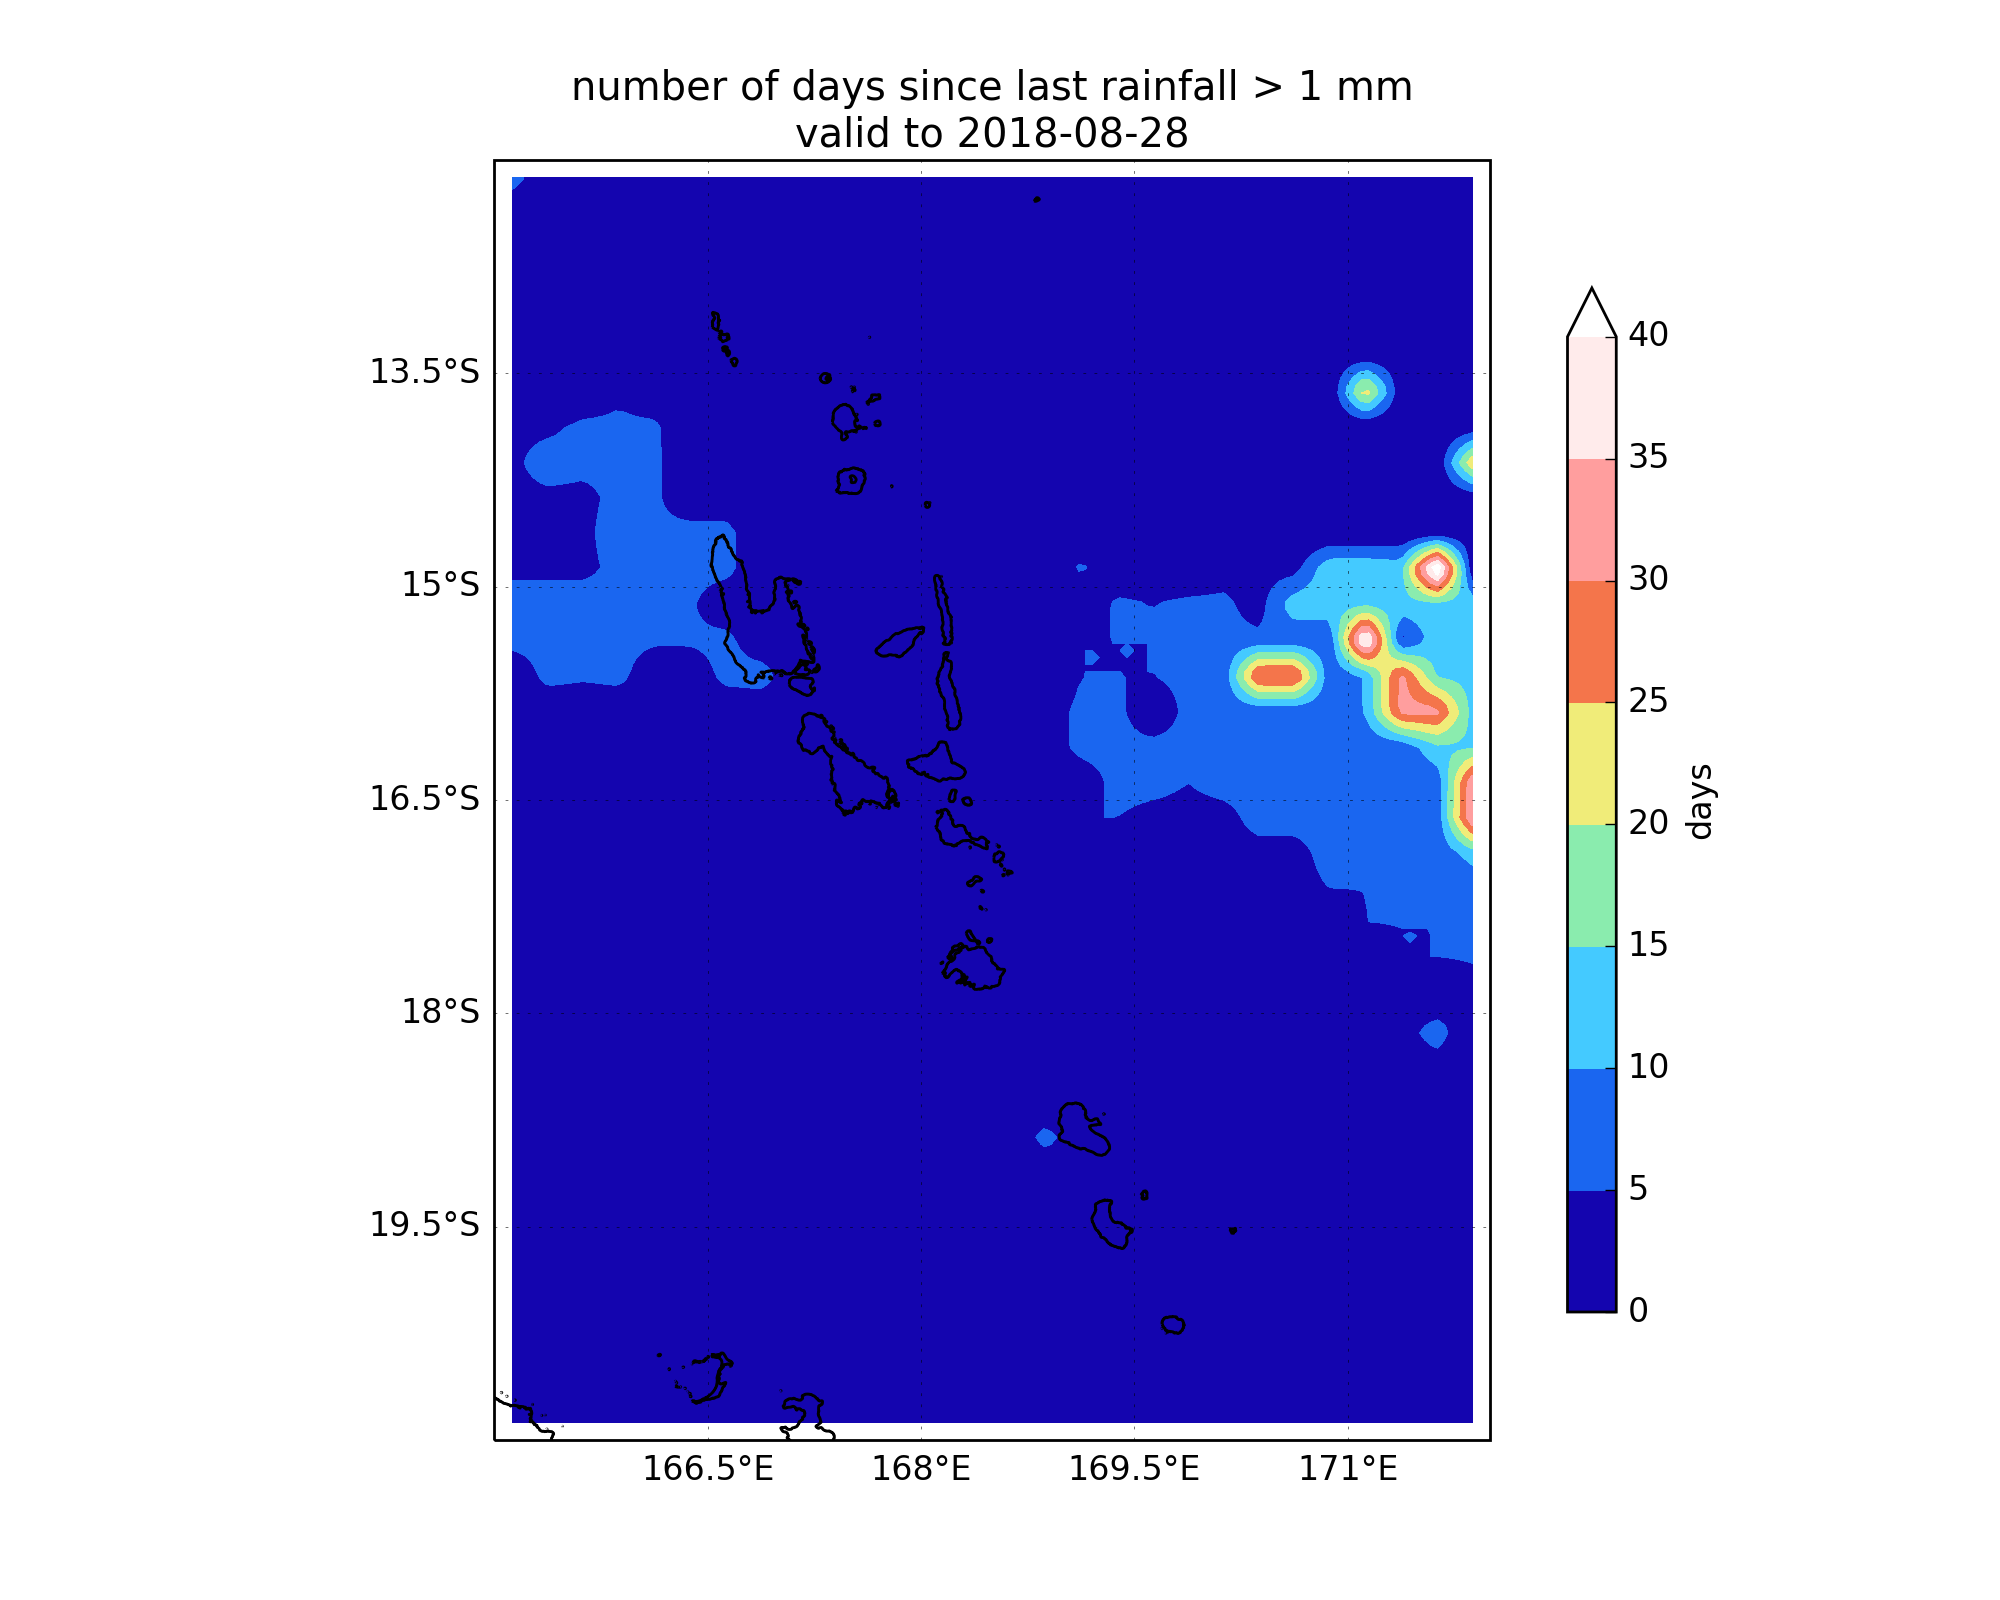 number of days since last rainfall > 1 mm
valid to 2018-08-28
13.5°S
15°S
16.5°S
18°S
19.5°S
166.5°E 168°E 169.5°E 171°E
40
35
30
25
20
15
10
5
0
days